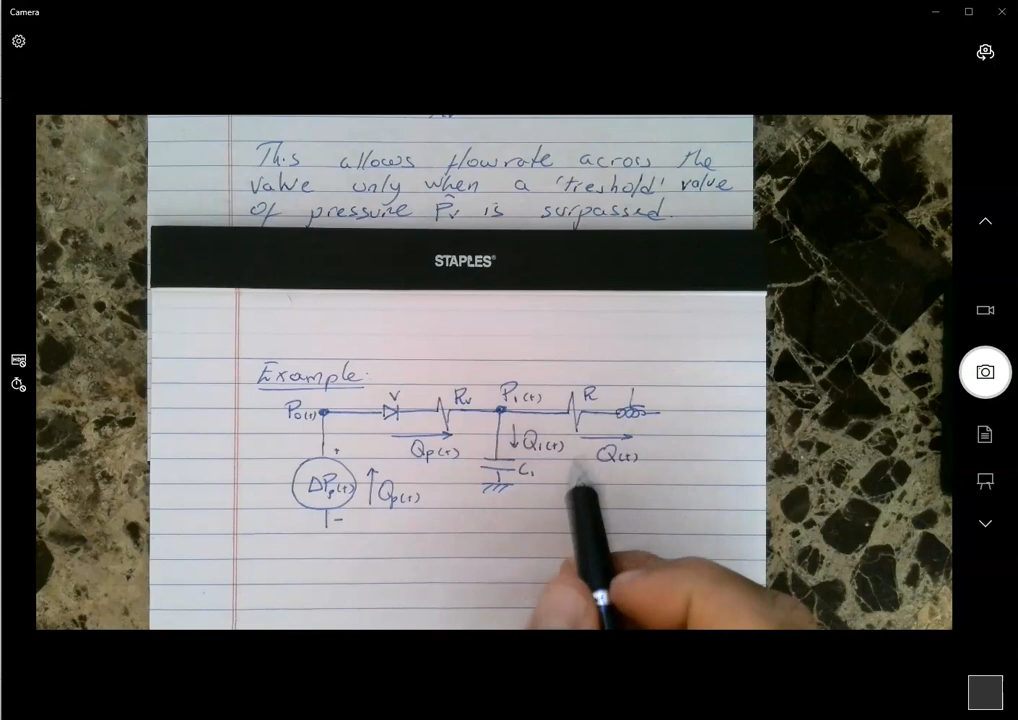 Camera
This allows flowrate across the
valve only when a 'treshold' value
of pressure P̂v is surpassed.
STAPLES®
Example:
P₀(t) V Rv P₁(t) R L
Qp(t) Q₁(t) Q(t)
+ C₁
ΔPp(t) Qp(t)
-